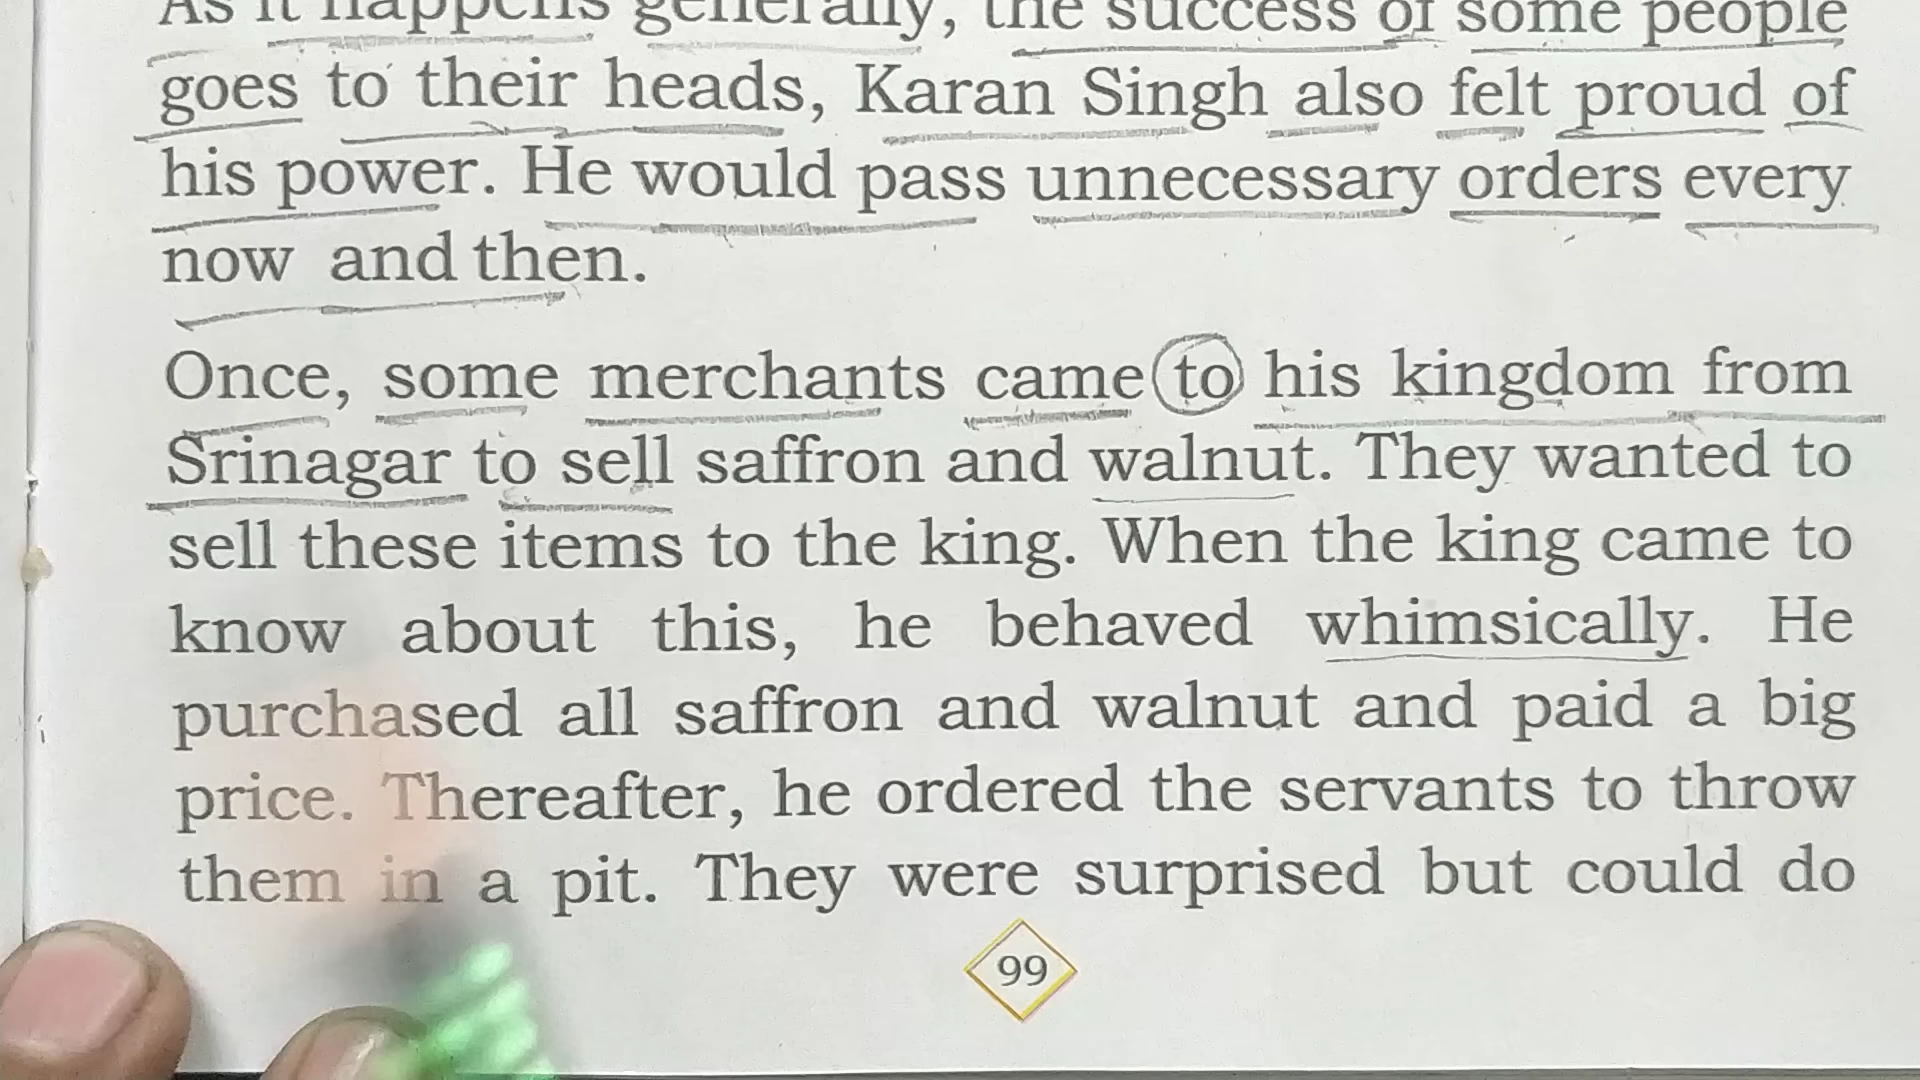 As it happens generally, the success of some people
goes to their heads, Karan Singh also felt proud of
his power. He would pass unnecessary orders every
now and then.
Once, some merchants came to his kingdom from
Srinagar to sell saffron and walnut. They wanted to
sell these items to the king. When the king came to
know about this, he behaved whimsically. He
purchased all saffron and walnut and paid a big
price. Thereafter, he ordered the servants to throw
them in a pit. They were surprised but could do
99